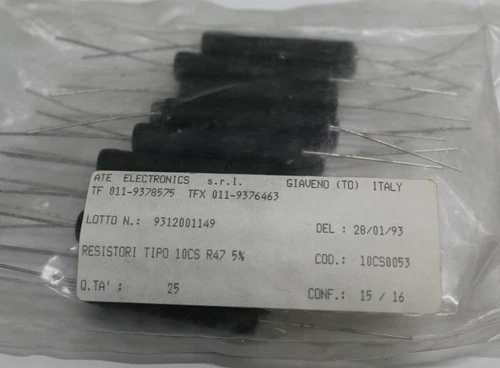 ATE ELECTRONICS s.r.l. GIAVENO (TO) ITALY
TF 011-9378575 TFX 011-9376463
LOTTO N.: 9312001149 DEL : 28/01/93
RESISTORI TIPO 10CS R47 5% COD.: 10CS0053
Q.TA' : 25 CONF.: 15 / 16